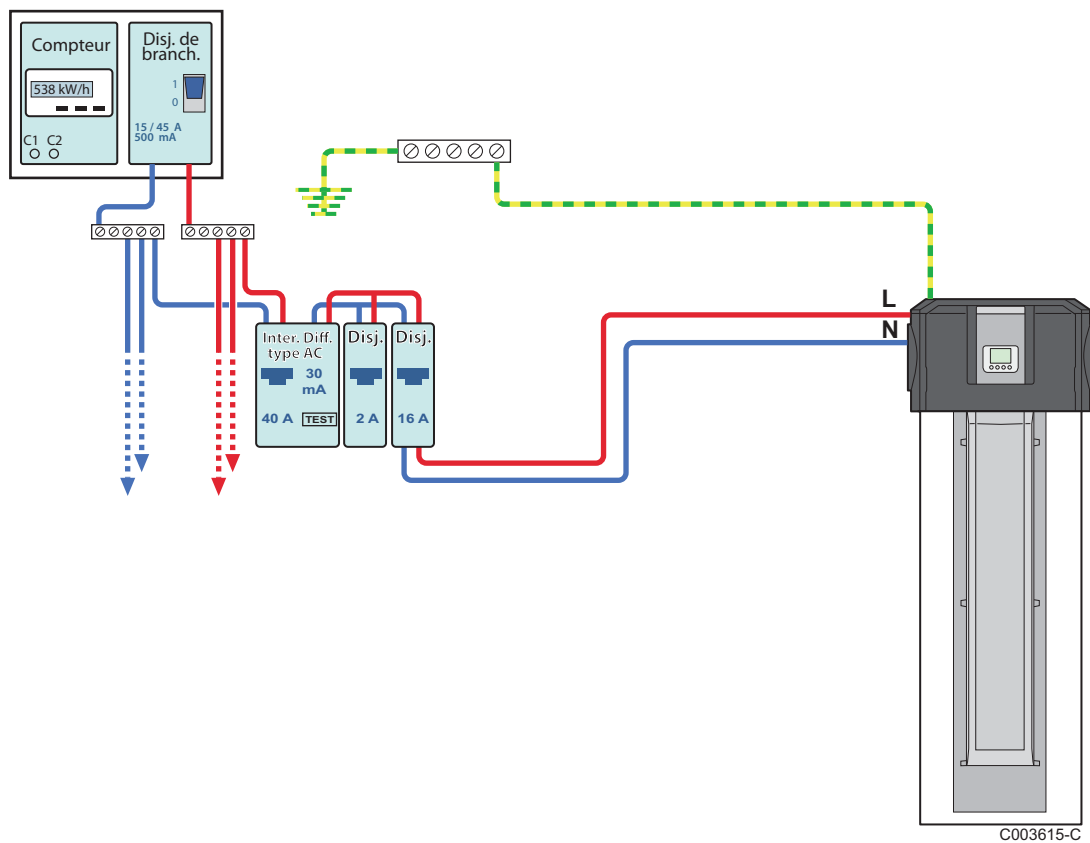 Compteur
538 kW/h
C1 C2
Disj. de
branch.
1
0
15 / 45 A
500 mA
L
N
Inter. Diff.
type AC
30
mA
40 A
TEST
Disj.
2 A
Disj.
16 A
C003615-C